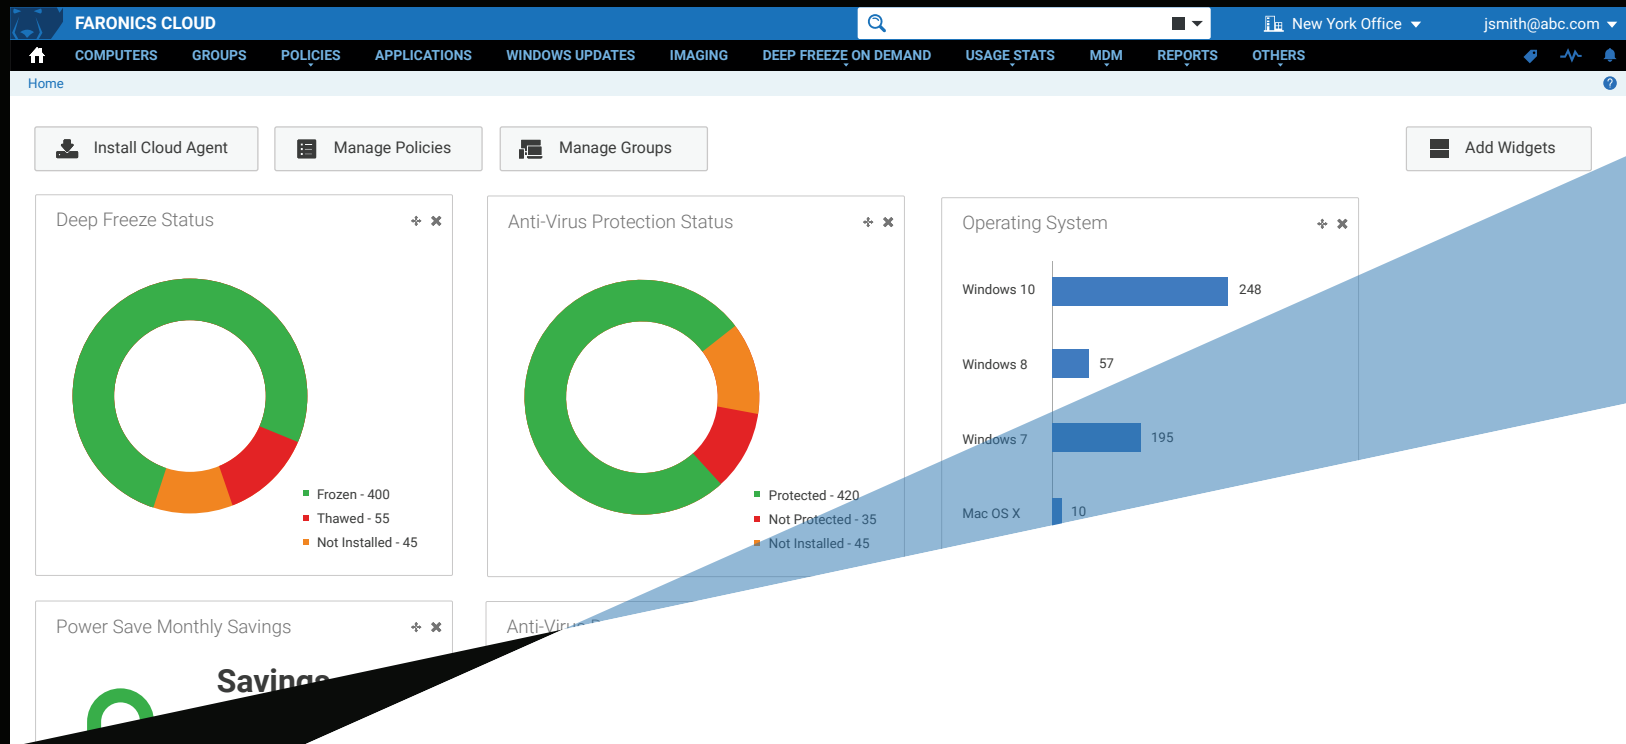 FARONICS CLOUD
New York Office
jsmith@abc.com
COMPUTERS GROUPS POLICIES APPLICATIONS WINDOWS UPDATES IMAGING DEEP FREEZE ON DEMAND USAGE STATS MDM REPORTS OTHERS
Home
?
Install Cloud Agent
Manage Policies
Manage Groups
Add Widgets
Deep Freeze Status
Frozen - 400
Thawed - 55
Not Installed - 45
Anti-Virus Protection Status
Protected - 420
Not Protected - 35
Not Installed - 45
Operating System
Windows 10 248
Windows 8 57
Windows 7 195
Mac OS X 10
Power Save Monthly Savings
Savings
Anti-Virus